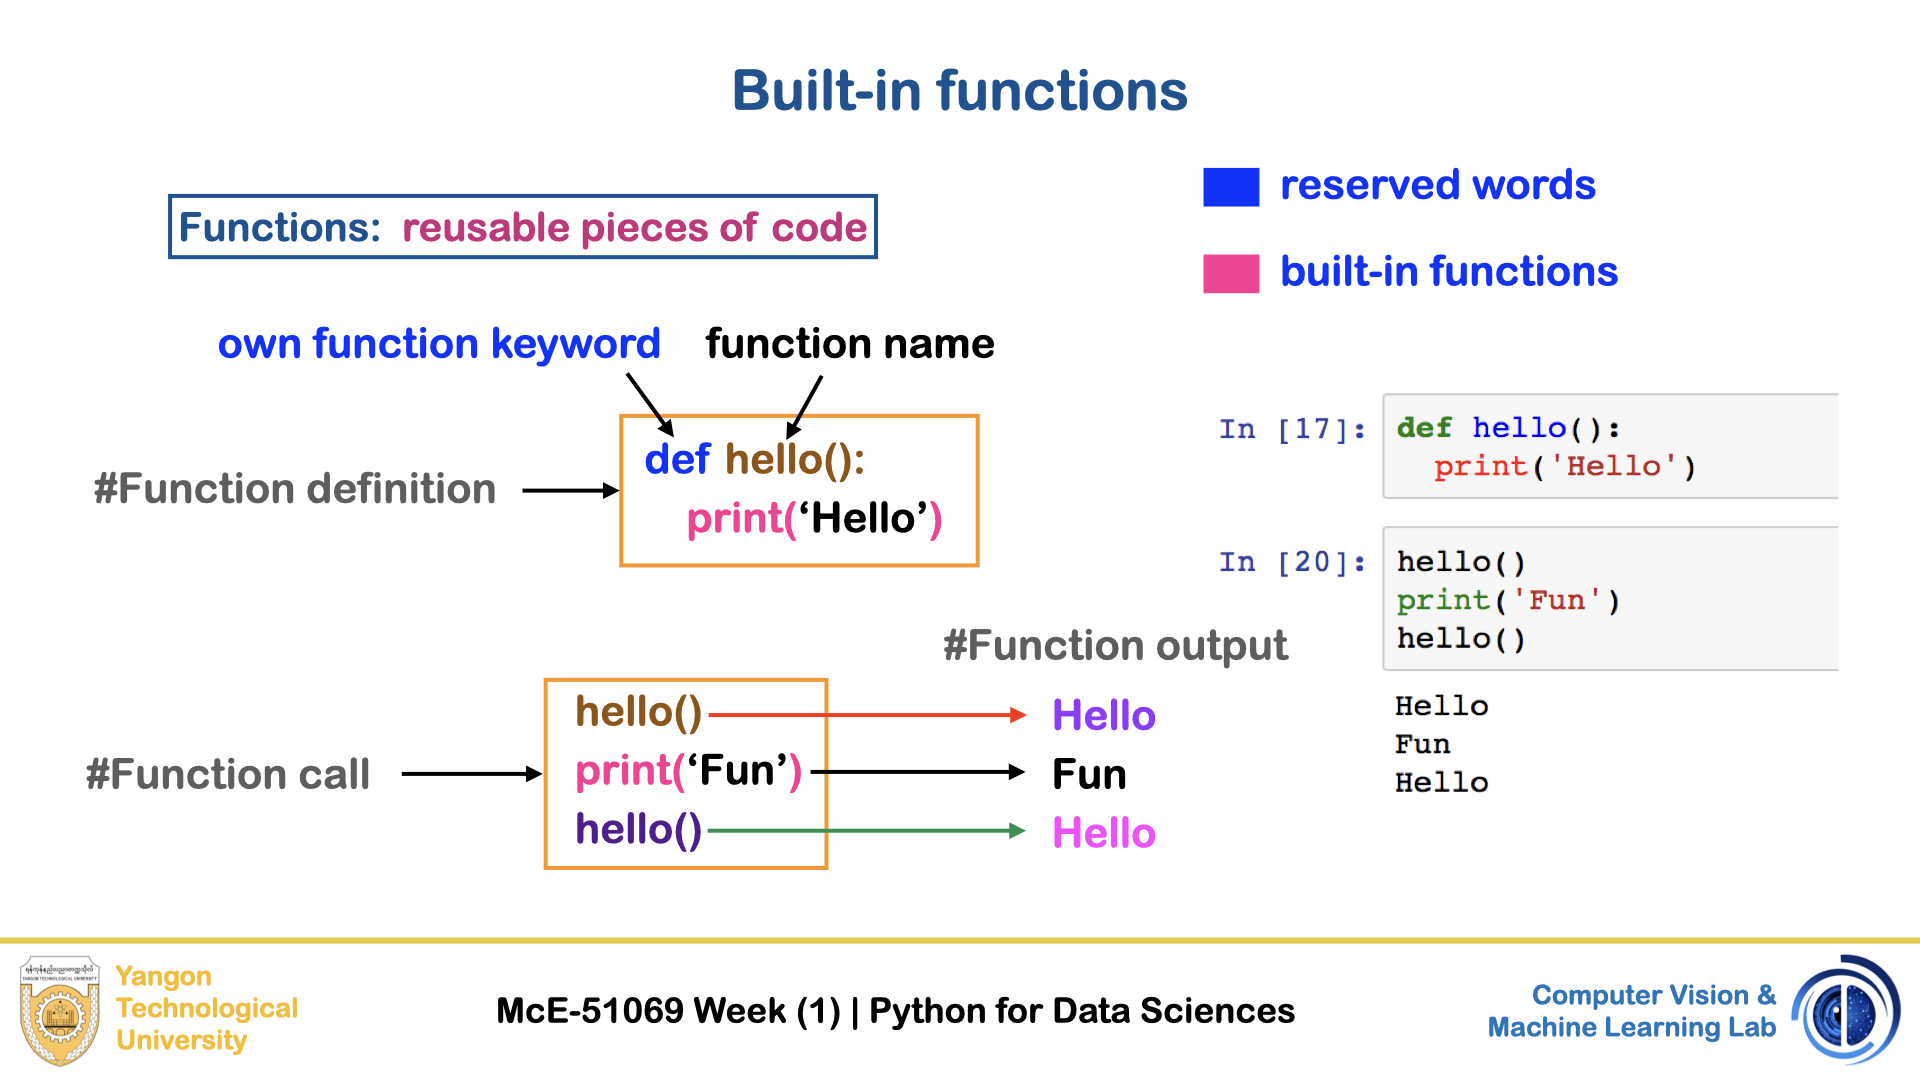 Built-in functions
Functions: reusable pieces of code
reserved words
built-in functions
own function keyword function name
#Function definition
def hello():
print(‘Hello’)
In [17]: def hello():
print('Hello')
In [20]: hello()
print('Fun')
hello()
Hello
Fun
Hello
#Function output
#Function call
hello() Hello
print(‘Fun’) Fun
hello() Hello
YANGON TECHNOLOGICAL UNIVERSITY
Yangon
Technological
University
McE-51069 Week (1) | Python for Data Sciences
Computer Vision &
Machine Learning Lab